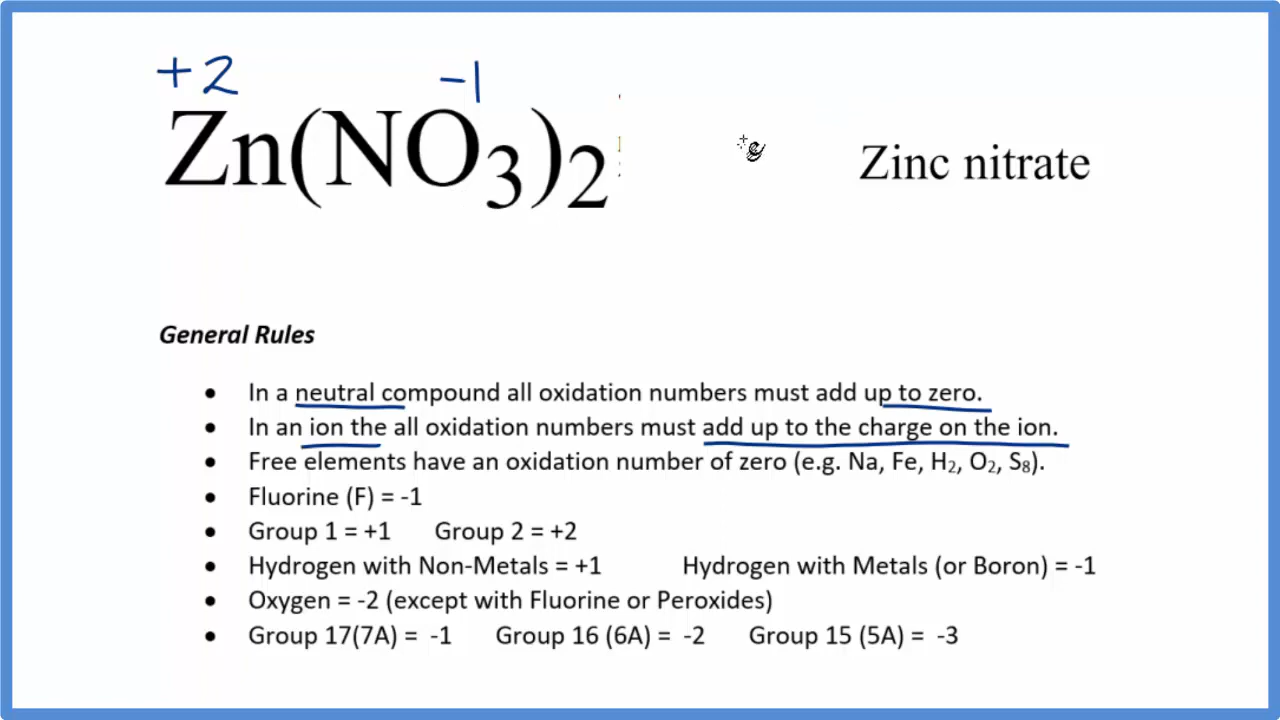 +2 -1
Zn(NO₃)₂
Zinc nitrate
General Rules
• In a neutral compound all oxidation numbers must add up to zero.
• In an ion the all oxidation numbers must add up to the charge on the ion.
• Free elements have an oxidation number of zero (e.g. Na, Fe, H₂, O₂, S₈).
• Fluorine (F) = -1
• Group 1 = +1 Group 2 = +2
• Hydrogen with Non-Metals = +1 Hydrogen with Metals (or Boron) = -1
• Oxygen = -2 (except with Fluorine or Peroxides)
• Group 17(7A) = -1 Group 16 (6A) = -2 Group 15 (5A) = -3